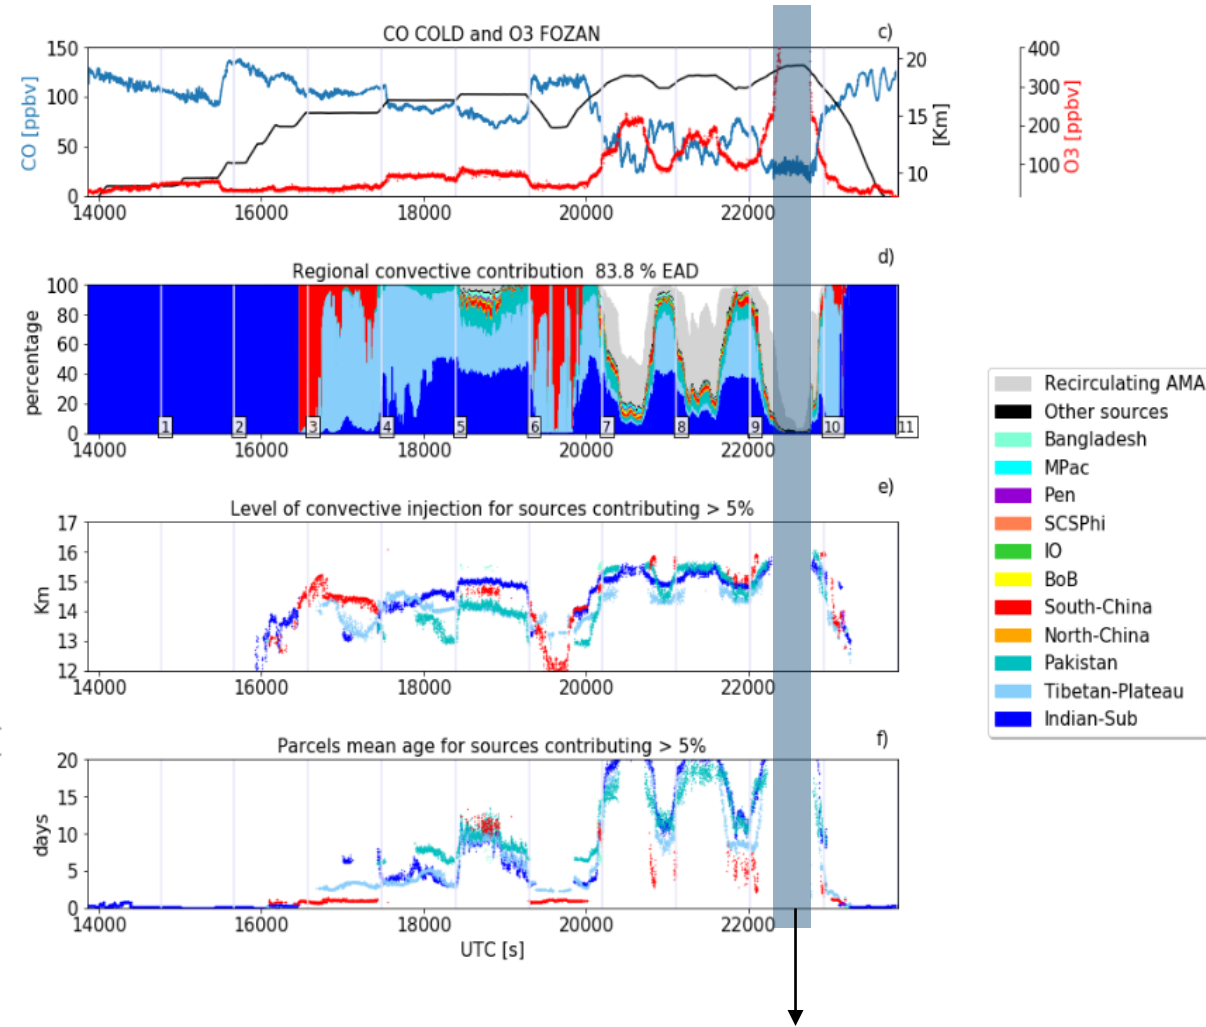 CO COLD and O3 FOZAN
c)
150
100
50
0
CO [ppbv]
20
15
10
[Km]
400
300
200
100
O3 [ppbv]
14000 16000 18000 20000 22000
Regional convective contribution 83.8 % EAD
d)
100
80
60
40
20
0
percentage
1 2 3 4 5 6 7 8 9 10 11
14000 16000 18000 20000 22000
Recirculating AMA
Other sources
Bangladesh
MPac
Pen
SCSPhi
IO
BoB
South-China
North-China
Pakistan
Tibetan-Plateau
Indian-Sub
Level of convective injection for sources contributing > 5%
e)
17
16
15
14
13
12
Km
14000 16000 18000 20000 22000
Parcels mean age for sources contributing > 5%
f)
20
15
10
5
0
days
14000 16000 18000 20000 22000
UTC [s]